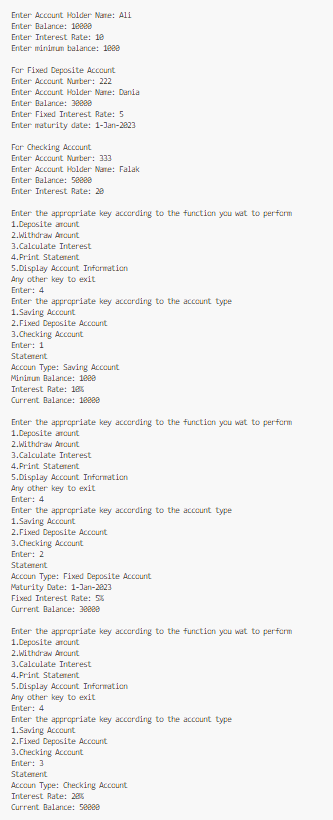 Enter Account Holder Name: Ali
Enter Balance: 10000
Enter Interest Rate: 10
Enter minimum balance: 1000
For Fixed Deposite Account
Enter Account Number: 222
Enter Account Holder Name: Dania
Enter Balance: 30000
Enter Fixed Interest Rate: 5
Enter maturity date: 1-Jan-2023
For Checking Account
Enter Account Number: 333
Enter Account Holder Name: Falak
Enter Balance: 50000
Enter Interest Rate: 20
Enter the appropriate key according to the function you wat to perform
1.Deposite amount
2.Withdraw Amount
3.Calculate Interest
4.Print Statement
5.Display Account Information
Any other key to exit
Enter: 4
Enter the appropriate key according to the account type
1.Saving Account
2.Fixed Deposite Account
3.Checking Account
Enter: 1
Statement
Accoun Type: Saving Account
Minimum Balance: 1000
Interest Rate: 10%
Current Balance: 10000
Enter the appropriate key according to the function you wat to perform
1.Deposite amount
2.Withdraw Amount
3.Calculate Interest
4.Print Statement
5.Display Account Information
Any other key to exit
Enter: 4
Enter the appropriate key according to the account type
1.Saving Account
2.Fixed Deposite Account
3.Checking Account
Enter: 2
Statement
Accoun Type: Fixed Deposite Account
Maturity Date: 1-Jan-2023
Fixed Interest Rate: 5%
Current Balance: 30000
Enter the appropriate key according to the function you wat to perform
1.Deposite amount
2.Withdraw Amount
3.Calculate Interest
4.Print Statement
5.Display Account Information
Any other key to exit
Enter: 4
Enter the appropriate key according to the account type
1.Saving Account
2.Fixed Deposite Account
3.Checking Account
Enter: 3
Statement
Accoun Type: Checking Account
Interest Rate: 20%
Current Balance: 50000